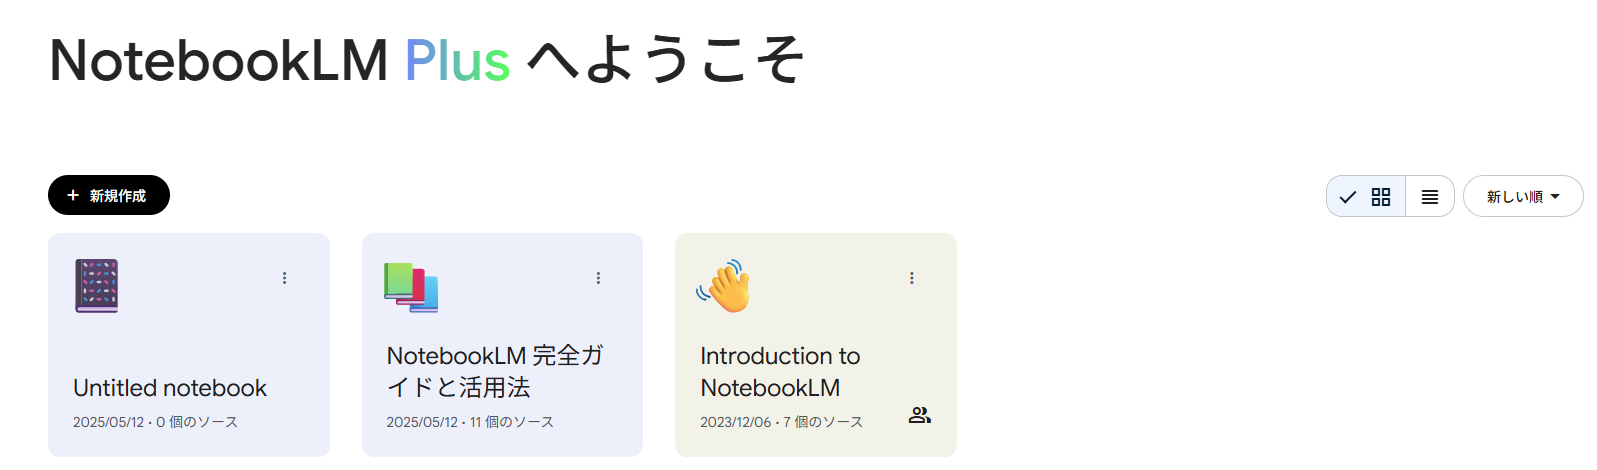 NotebookLM Plus へようこそ
+ 新規作成
新しい順
Untitled notebook
2025/05/12・0 個のソース
NotebookLM 完全ガ
イドと活用法
2025/05/12・11 個のソース
Introduction to
NotebookLM
2023/12/06・7 個のソース